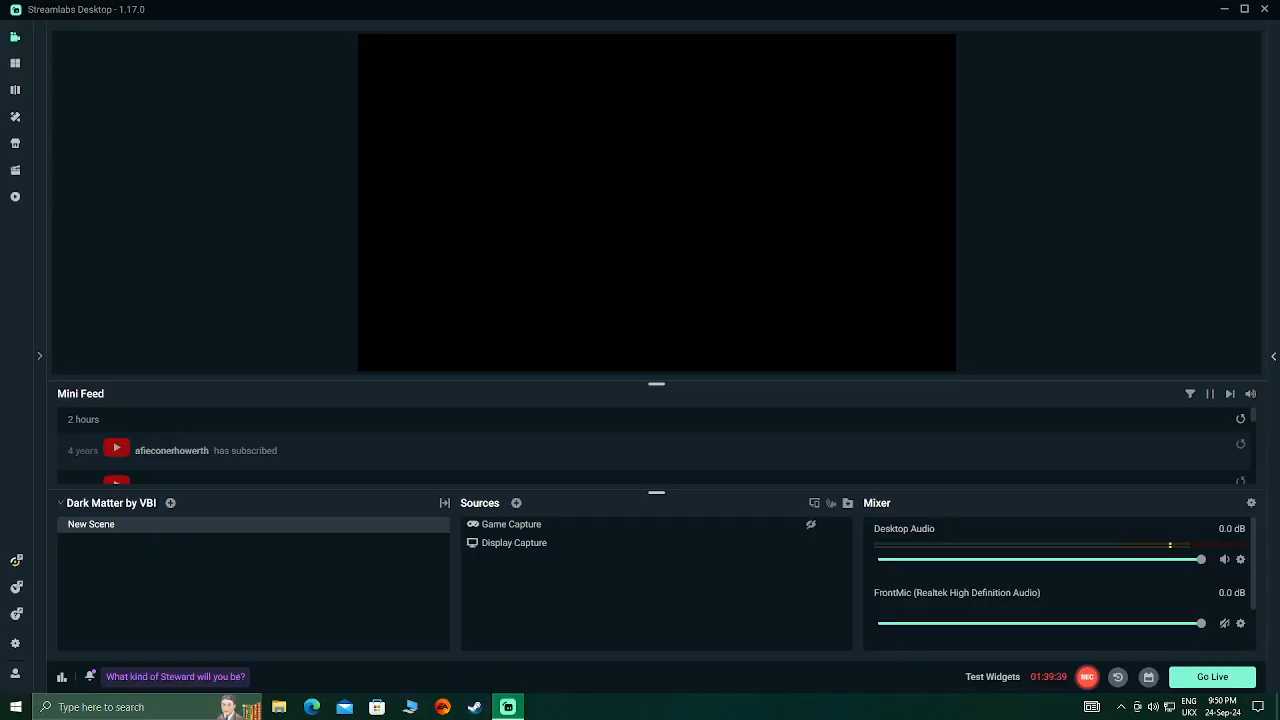 Streamlabs Desktop - 1.17.0
Mini Feed
2 hours
4 years afieconerhowerth has subscribed
Dark Matter by VBI
New Scene
Sources
Game Capture
Display Capture
Mixer
Desktop Audio 0.0 dB
FrontMic (Realtek High Definition Audio) 0.0 dB
What kind of Steward will you be?
Test Widgets 01:39:39 REC Go Live
Type here to search
ENG 9:50 PM
UKX 24-Sep-24